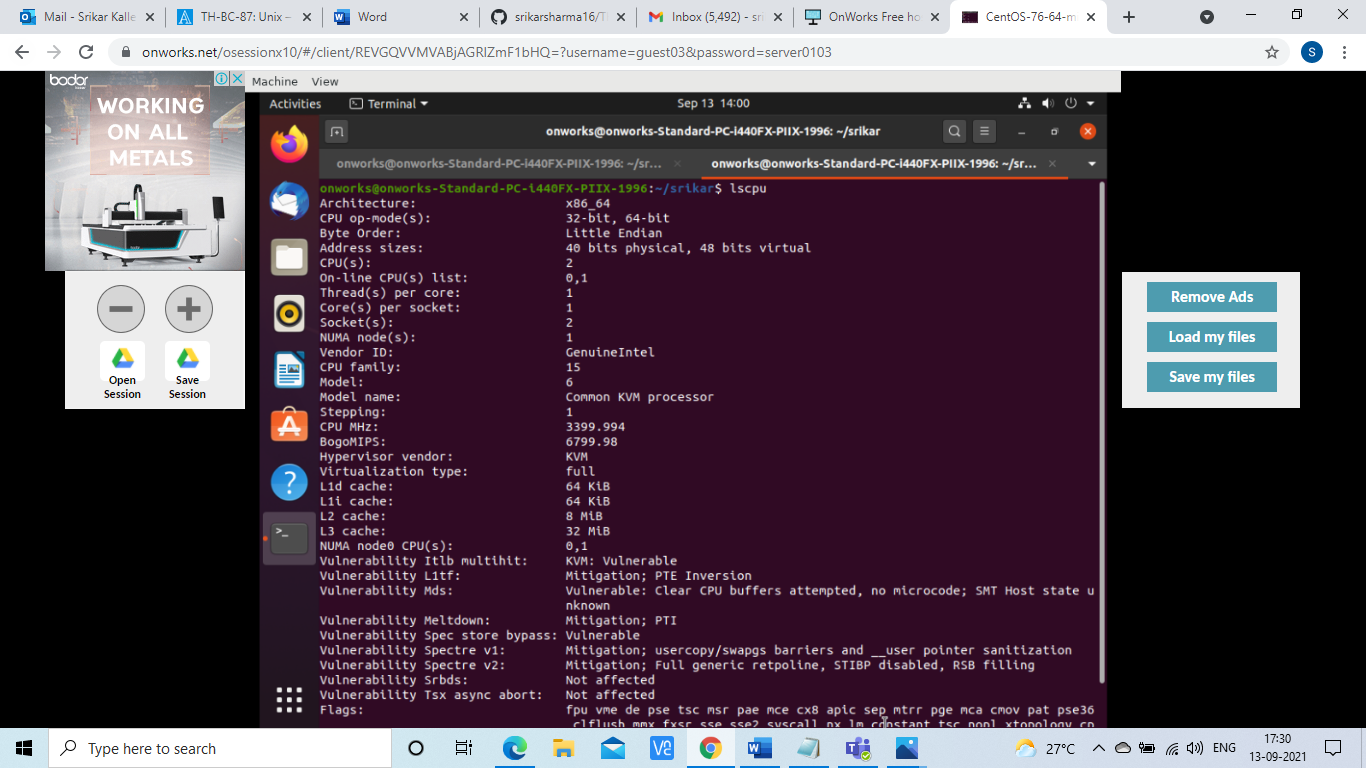 Mail - Srikar Kalle
TH-BC-87: Unix –
Word
srikarsharma16/T
Inbox (5,492) - sri
OnWorks Free ho
CentOS-76-64-m
onworks.net/osessionx10/#/client/REVGQVVMVABjAGRlZmF1bHQ=?username=guest03&password=server0103
S
bodor
WORKING
ON ALL
METALS
Open
Session
Save
Session
Machine View
Activities
Terminal
Sep 13 14:00
onworks@onworks-Standard-PC-i440FX-PIIX-1996: ~/srikar
onworks@onworks-Standard-PC-i440FX-PIIX-1996: ~/sr...
onworks@onworks-Standard-PC-i440FX-PIIX-1996: ~/sr...
onworks@onworks-Standard-PC-i440FX-PIIX-1996:~/srikar$ lscpu
Architecture: x86_64
CPU op-mode(s): 32-bit, 64-bit
Byte Order: Little Endian
Address sizes: 40 bits physical, 48 bits virtual
CPU(s): 2
On-line CPU(s) list: 0,1
Thread(s) per core: 1
Core(s) per socket: 1
Socket(s): 2
NUMA node(s): 1
Vendor ID: GenuineIntel
CPU family: 15
Model: 6
Model name: Common KVM processor
Stepping: 1
CPU MHz: 3399.994
BogoMIPS: 6799.98
Hypervisor vendor: KVM
Virtualization type: full
L1d cache: 64 KiB
L1i cache: 64 KiB
L2 cache: 8 MiB
L3 cache: 32 MiB
NUMA node0 CPU(s): 0,1
Vulnerability Itlb multihit: KVM: Vulnerable
Vulnerability L1tf: Mitigation; PTE Inversion
Vulnerability Mds: Vulnerable: Clear CPU buffers attempted, no microcode; SMT Host state u
nknown
Vulnerability Meltdown: Mitigation; PTI
Vulnerability Spec store bypass: Vulnerable
Vulnerability Spectre v1: Mitigation; usercopy/swapgs barriers and __user pointer sanitization
Vulnerability Spectre v2: Mitigation; Full generic retpoline, STIBP disabled, RSB filling
Vulnerability Srbds: Not affected
Vulnerability Tsx async abort: Not affected
Flags: fpu vme de pse tsc msr pae mce cx8 apic sep mtrr pge mca cmov pat pse36
clflush mmx fxsr sse sse2 syscall nx lm constant_tsc nopl xtopology cp
Remove Ads
Load my files
Save my files
Type here to search
27°C
ENG
17:30
13-09-2021